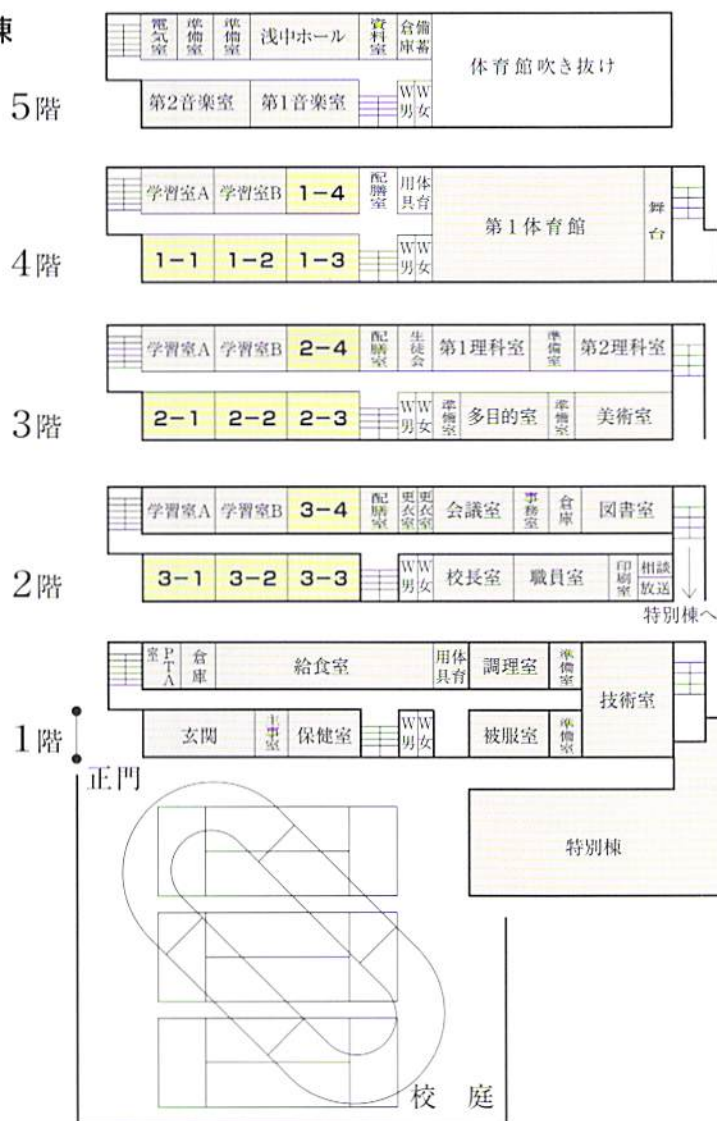 棟
5階
電気室 準備室 準備室 浅中ホール 資料室 倉庫 備蓄 体育館吹き抜け
第2音楽室 第1音楽室 W男 W女
4階
学習室A 学習室B 1-4 配膳室 用具 体育 第1体育館 舞台
1-1 1-2 1-3 W男 W女
3階
学習室A 学習室B 2-4 配膳室 生徒会 第1理科室 準備室 第2理科室
2-1 2-2 2-3 W男 W女 準備室 多目的室 準備室 美術室
2階
学習室A 学習室B 3-4 配膳室 更衣室 更衣室 会議室 事務室 倉庫 図書室
3-1 3-2 3-3 W男 W女 校長室 職員室 印刷室 相談 放送
特別棟へ
1階
PTA室 倉庫 給食室 用具 体育 調理室 準備室 技術室
玄関 主事室 保健室 W男 W女 被服室 準備室
正門
特別棟
校庭